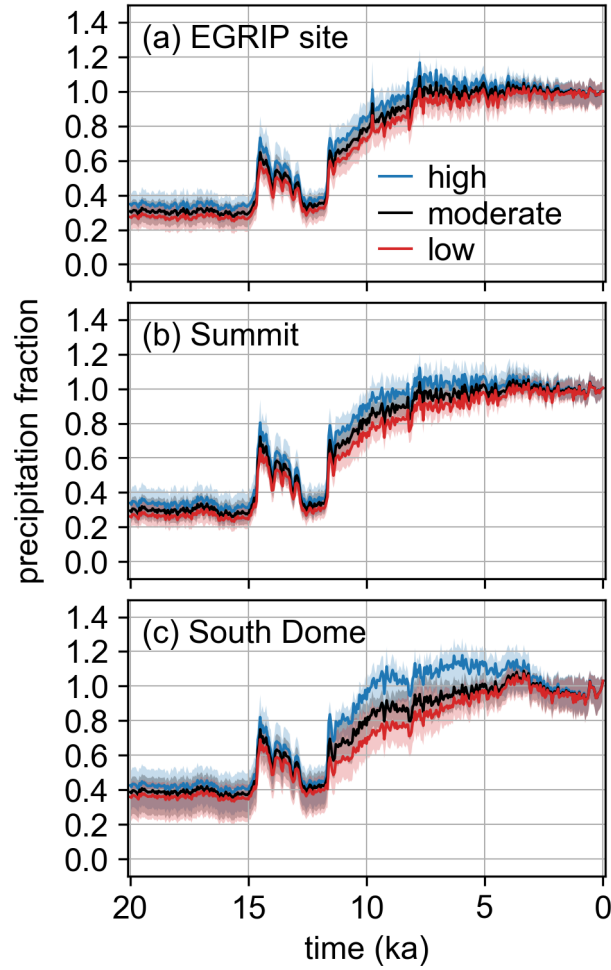 precipitation fraction
1.4
1.2
1.0
0.8
0.6
0.4
0.2
0.0
(a) EGRIP site
high
moderate
low
1.4
1.2
1.0
0.8
0.6
0.4
0.2
0.0
(b) Summit
1.4
1.2
1.0
0.8
0.6
0.4
0.2
0.0
(c) South Dome
20 15 10 5 0
time (ka)